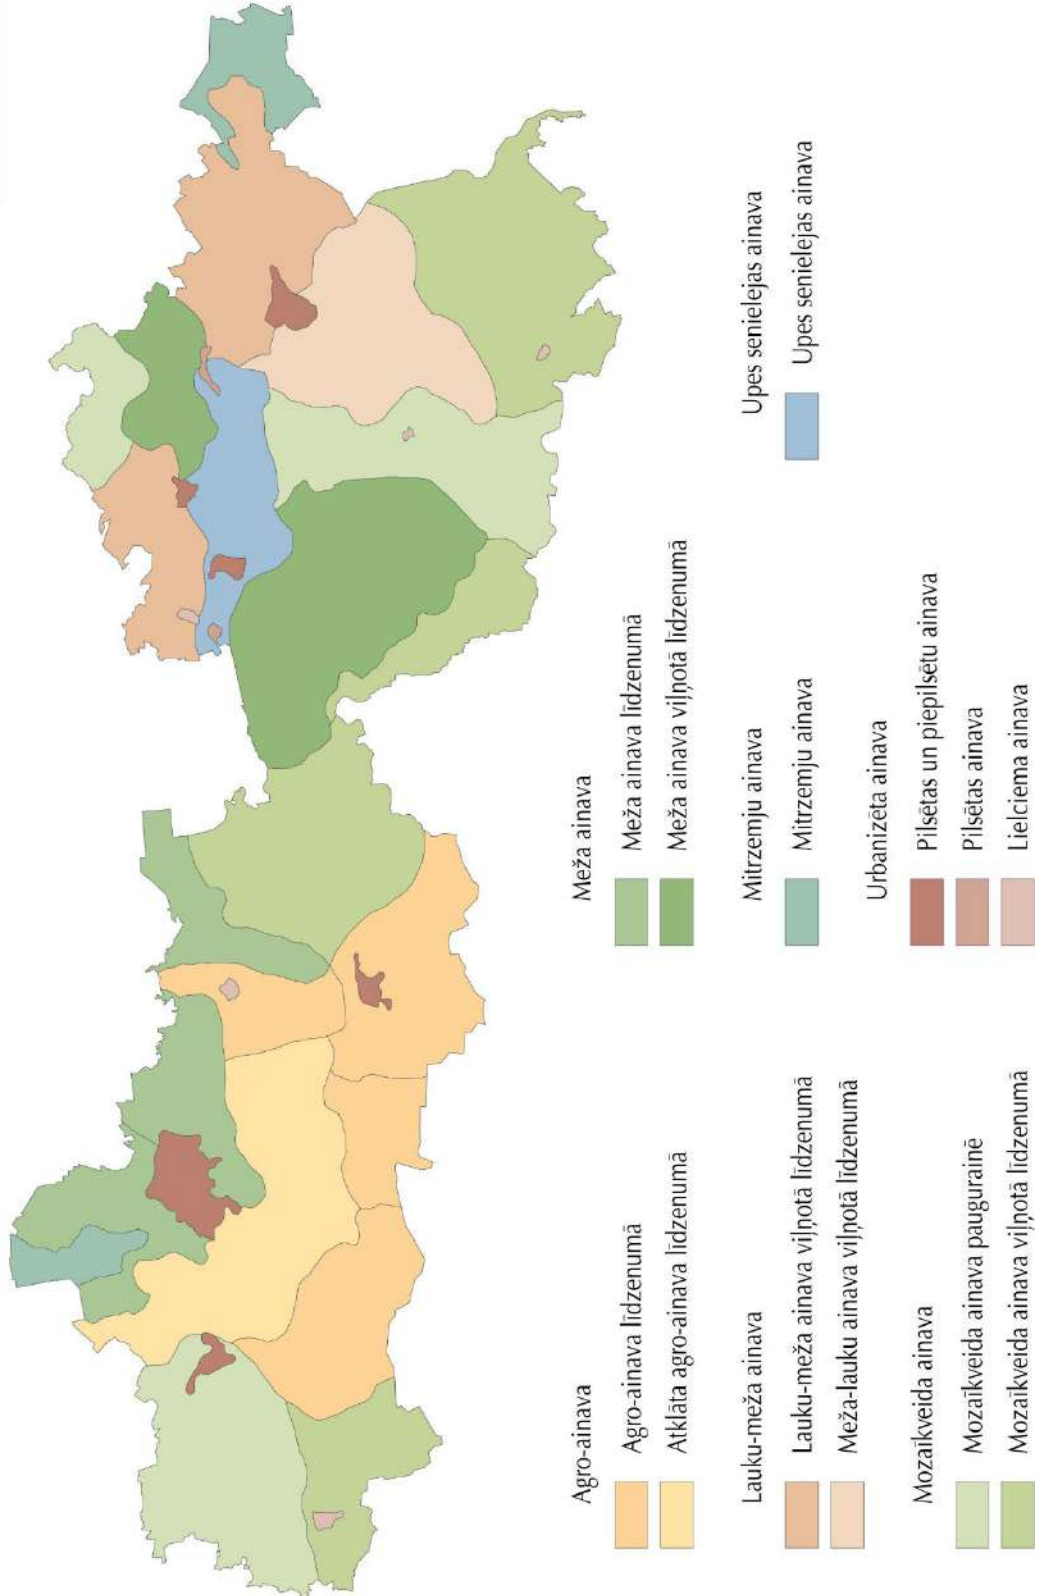 Agro-ainava
Agro-ainava līdzenumā
Atklāta agro-ainava līdzenumā
Lauku-meža ainava
Lauku-meža ainava viļņotā līdzenumā
Meža-lauku ainava viļņotā līdzenumā
Mozaikveida ainava
Mozaikveida ainava paugurainē
Mozaikveida ainava viļņotā līdzenumā
Meža ainava
Meža ainava līdzenumā
Meža ainava viļņotā līdzenumā
Mitrzemju ainava
Mitrzemju ainava
Urbanizēta ainava
Pilsētas un piepilsētu ainava
Pilsētas ainava
Lielciema ainava
Upes senielejas ainava
Upes senielejas ainava